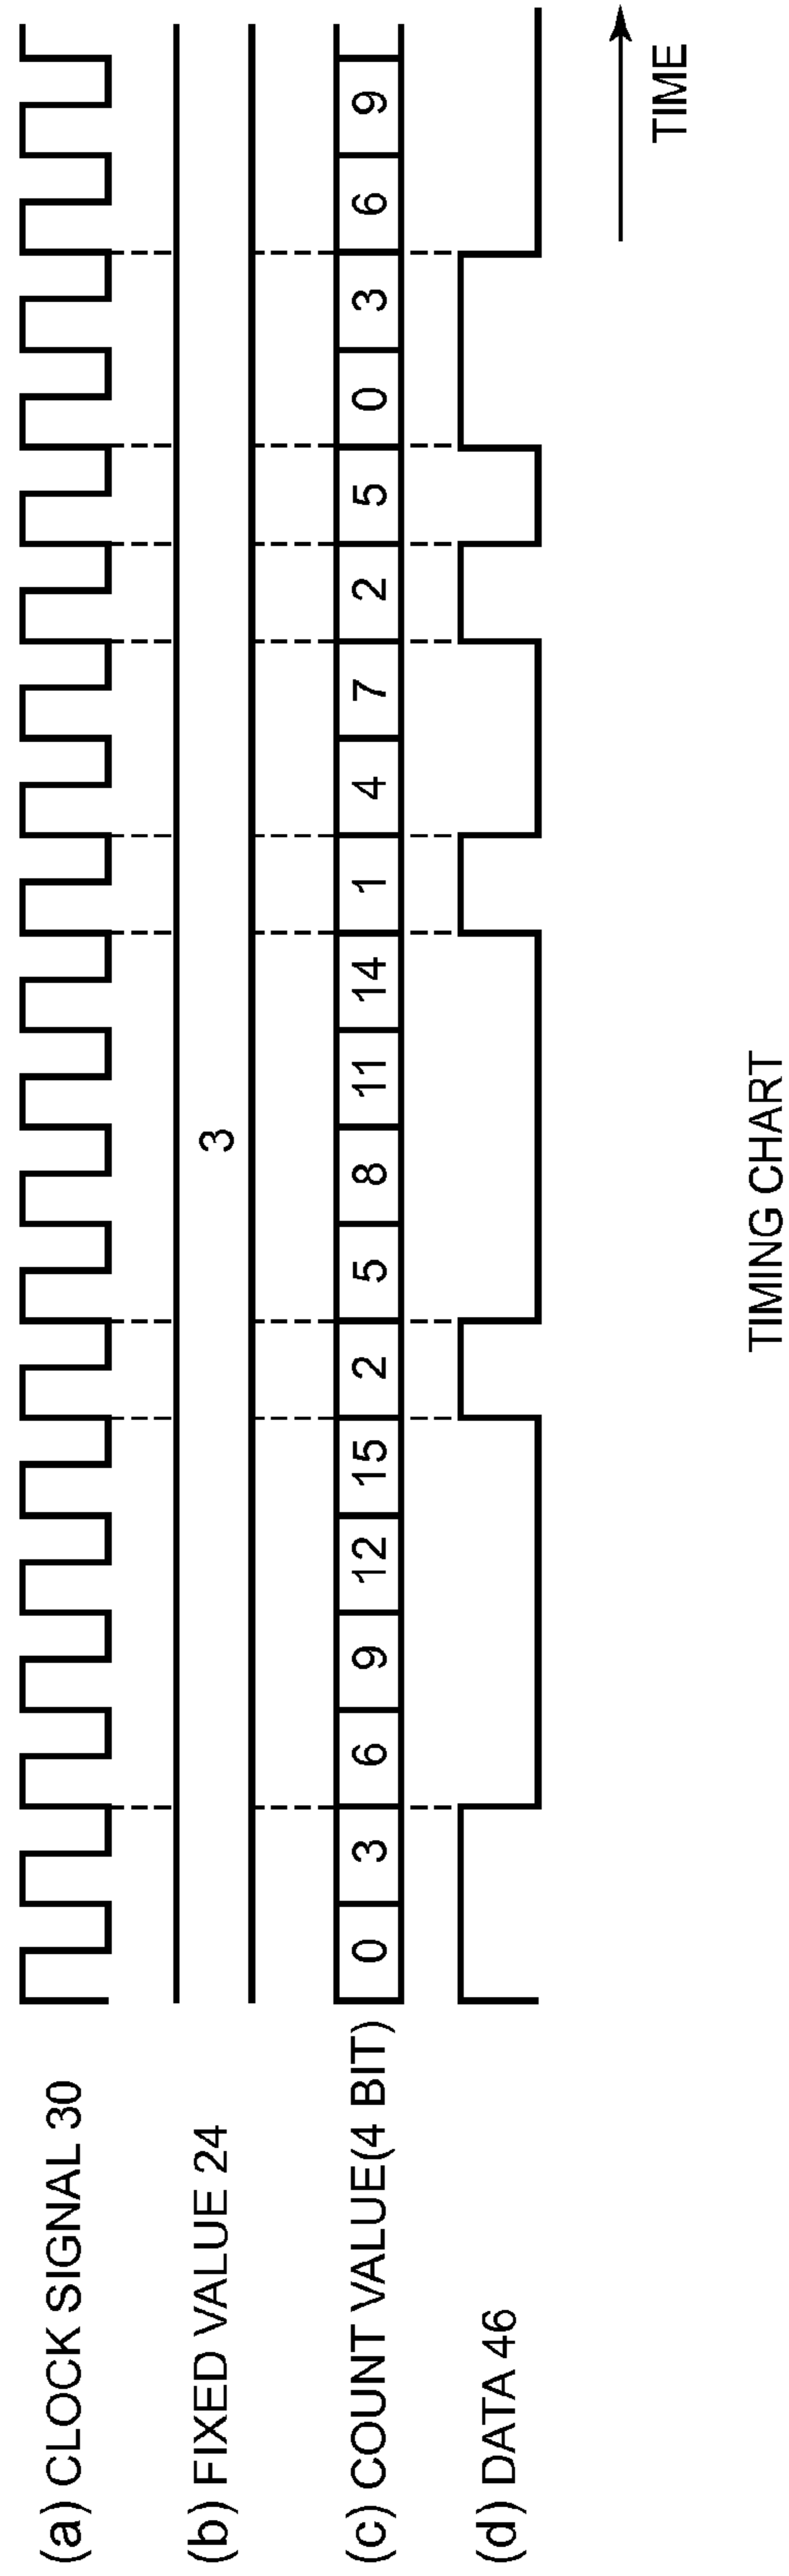 (a) CLOCK SIGNAL 30
(b) FIXED VALUE 24
3
(c) COUNT VALUE(4 BIT)
0 3 6 9 12 15 2 5 8 11 14 1 4 7 2 5 0 3 6 9
(d) DATA 46
TIME
TIMING CHART